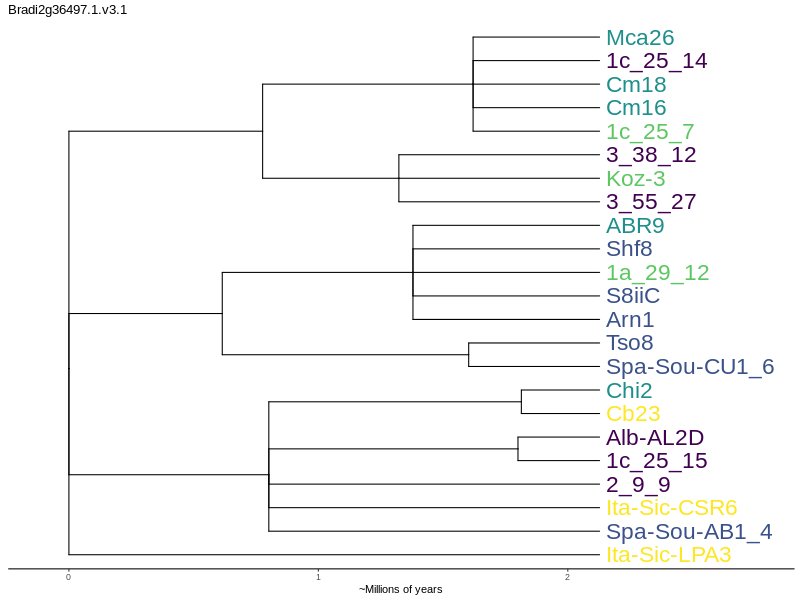 Bradi2g36497.1.v3.1
Mca26
1c_25_14
Cm18
Cm16
1c_25_7
3_38_12
Koz-3
3_55_27
ABR9
Shf8
1a_29_12
S8iiC
Arn1
Tso8
Spa-Sou-CU1_6
Chi2
Cb23
Alb-AL2D
1c_25_15
2_9_9
Ita-Sic-CSR6
Spa-Sou-AB1_4
Ita-Sic-LPA3
0 1 2
~Millions of years